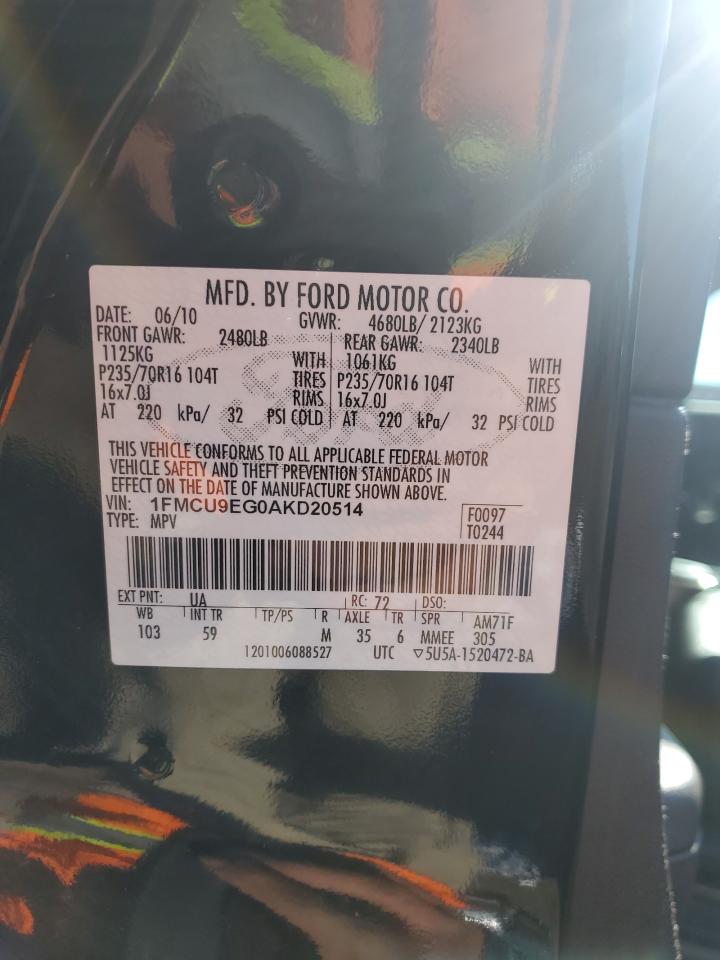 MFD. BY FORD MOTOR CO.
DATE: 06/10 GVWR: 4680LB/ 2123KG
FRONT GAWR: 2480LB REAR GAWR: 2340LB
1125KG WITH 1061KG WITH
P235/70R16 104T TIRES P235/70R16 104T TIRES
16x7.0J RIMS 16x7.0J RIMS
AT 220 kPa/ 32 PSI COLD AT 220 kPa/ 32 PSI COLD
THIS VEHICLE CONFORMS TO ALL APPLICABLE FEDERAL MOTOR
VEHICLE SAFETY AND THEFT PREVENTION STANDARDS IN
EFFECT ON THE DATE OF MANUFACTURE SHOWN ABOVE.
VIN: 1FMCU9EG0AKD20514 F0097
TYPE: MPV T0244
EXT PNT: UA RC: 72 DSO:
WB INT TR TP/PS R AXLE TR SPR AM71F
103 59 M 35 6 MMEE 305
1201006088527 UTC ▽5U5A-1520472-BA